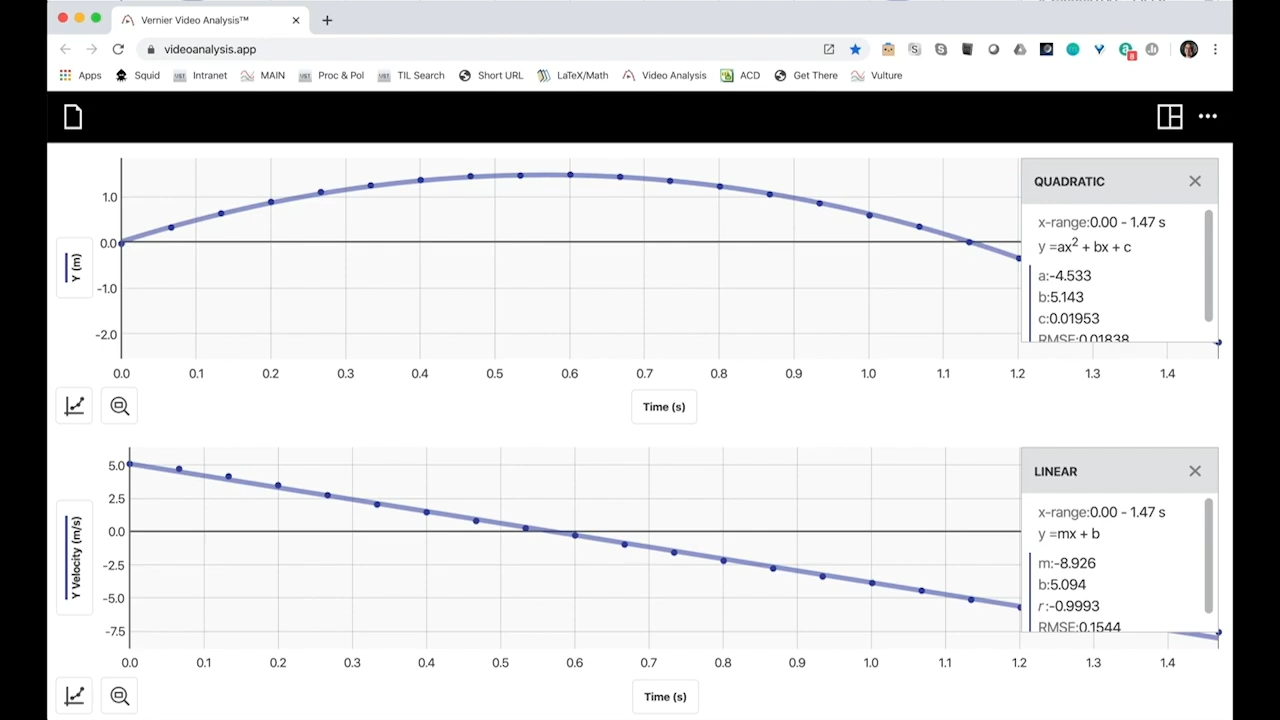 Vernier Video Analysis™
videoanalysis.app
8
Apps Squid Intranet MAIN Proc & Pol TIL Search Short URL LaTeX/Math Video Analysis ACD Get There Vulture
1.0
0.0
-1.0
-2.0
Y (m)
0.0 0.1 0.2 0.3 0.4 0.5 0.6 0.7 0.8 0.9 1.0 1.1 1.2 1.3 1.4
Time (s)
QUADRATIC
x-range:0.00 - 1.47 s
y =ax² + bx + c
a:-4.533
b:5.143
c:0.01953
RMSE:0.01838
5.0
2.5
0.0
-2.5
-5.0
-7.5
Y Velocity (m/s)
0.0 0.1 0.2 0.3 0.4 0.5 0.6 0.7 0.8 0.9 1.0 1.1 1.2 1.3 1.4
Time (s)
LINEAR
x-range:0.00 - 1.47 s
y =mx + b
m:-8.926
b:5.094
r:-0.9993
RMSE:0.1544